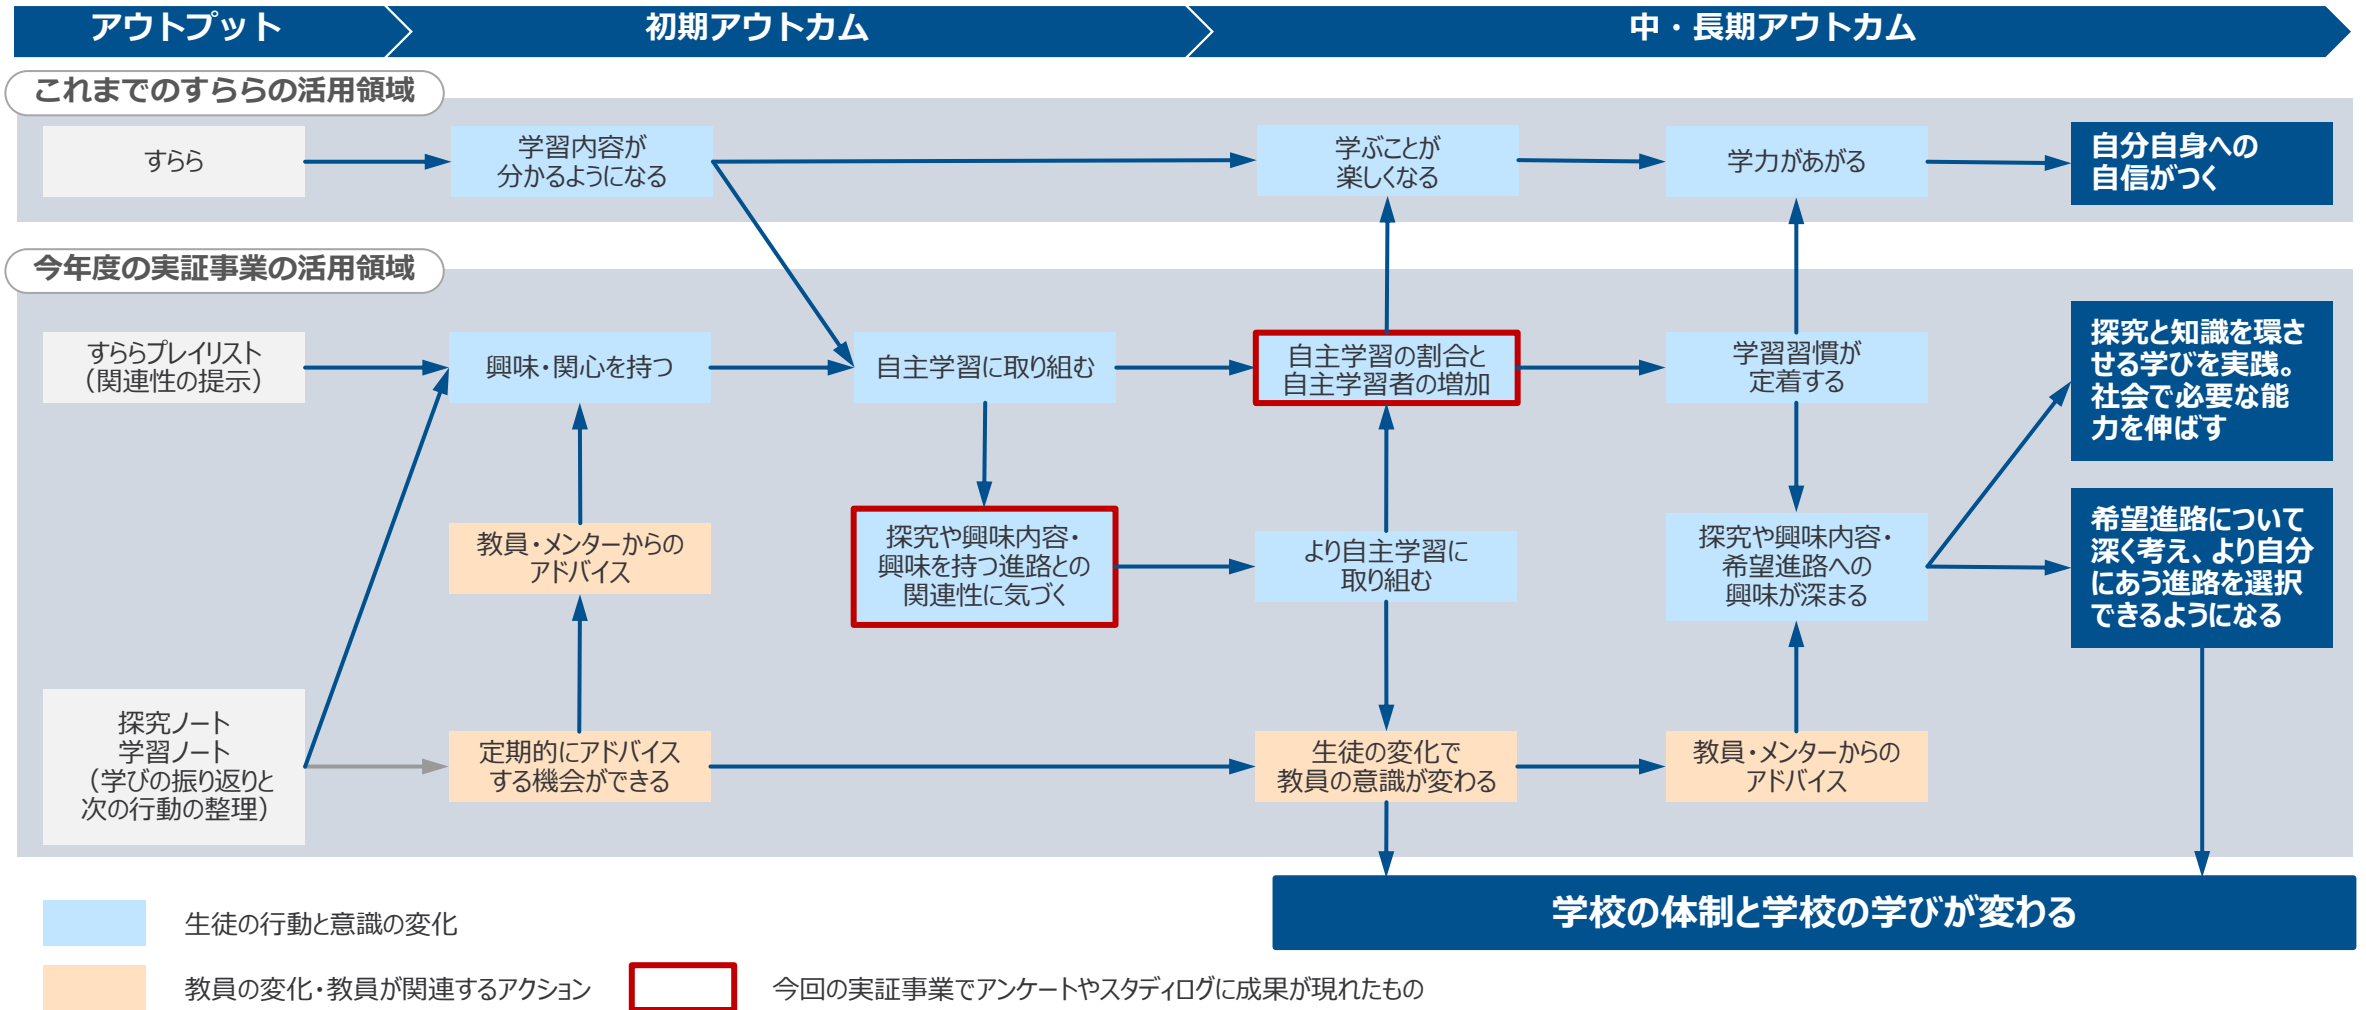 アウトプット
初期アウトカム
中・長期アウトカム
これまでのすららの活用領域
すらら
学習内容が
分かるようになる
学ぶことが
楽しくなる
学力があがる
自分自身への
自信がつく
今年度の実証事業の活用領域
すららプレイリスト
（関連性の提示）
興味・関心を持つ
自主学習に取り組む
自主学習の割合と
自主学習者の増加
学習習慣が
定着する
探究と知識を環さ
せる学びを実践。
社会で必要な能
力を伸ばす
教員・メンターからの
アドバイス
探究や興味内容・
興味を持つ進路との
関連性に気づく
より自主学習に
取り組む
探究や興味内容・
希望進路への
興味が深まる
希望進路について
深く考え、より自分
にあう進路を選択
できるようになる
探究ノート
学習ノート
（学びの振り返りと
次の行動の整理）
定期的にアドバイス
する機会ができる
生徒の変化で
教員の意識が変わる
教員・メンターからの
アドバイス
学校の体制と学校の学びが変わる
生徒の行動と意識の変化
教員の変化・教員が関連するアクション
今回の実証事業でアンケートやスタディログに成果が現れたもの